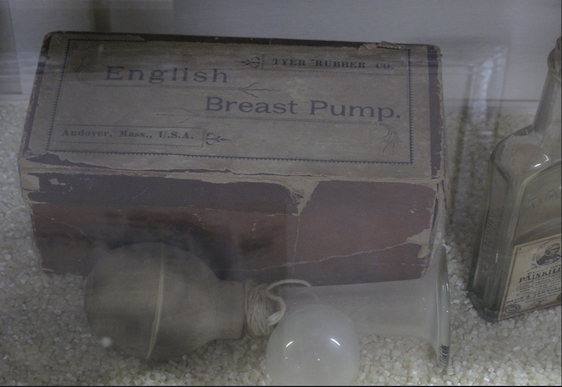 TYER RUBBER CO.
English
Breast Pump.
Andover, Mass., U.S.A.